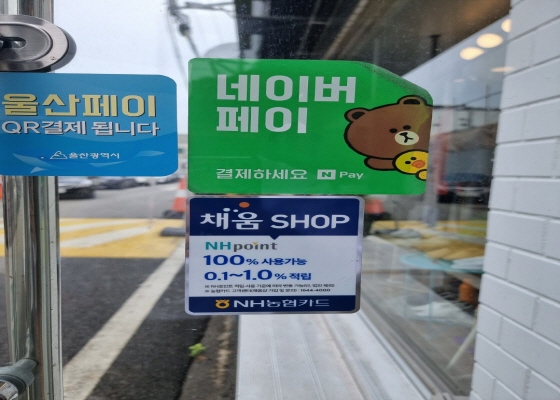 울산페이
QR결제 됩니다
울산광역시
네이버
페이
결제하세요 N Pay
채움 SHOP
NHpoint
100% 사용가능
0.1~1.0% 적립
NH농협카드